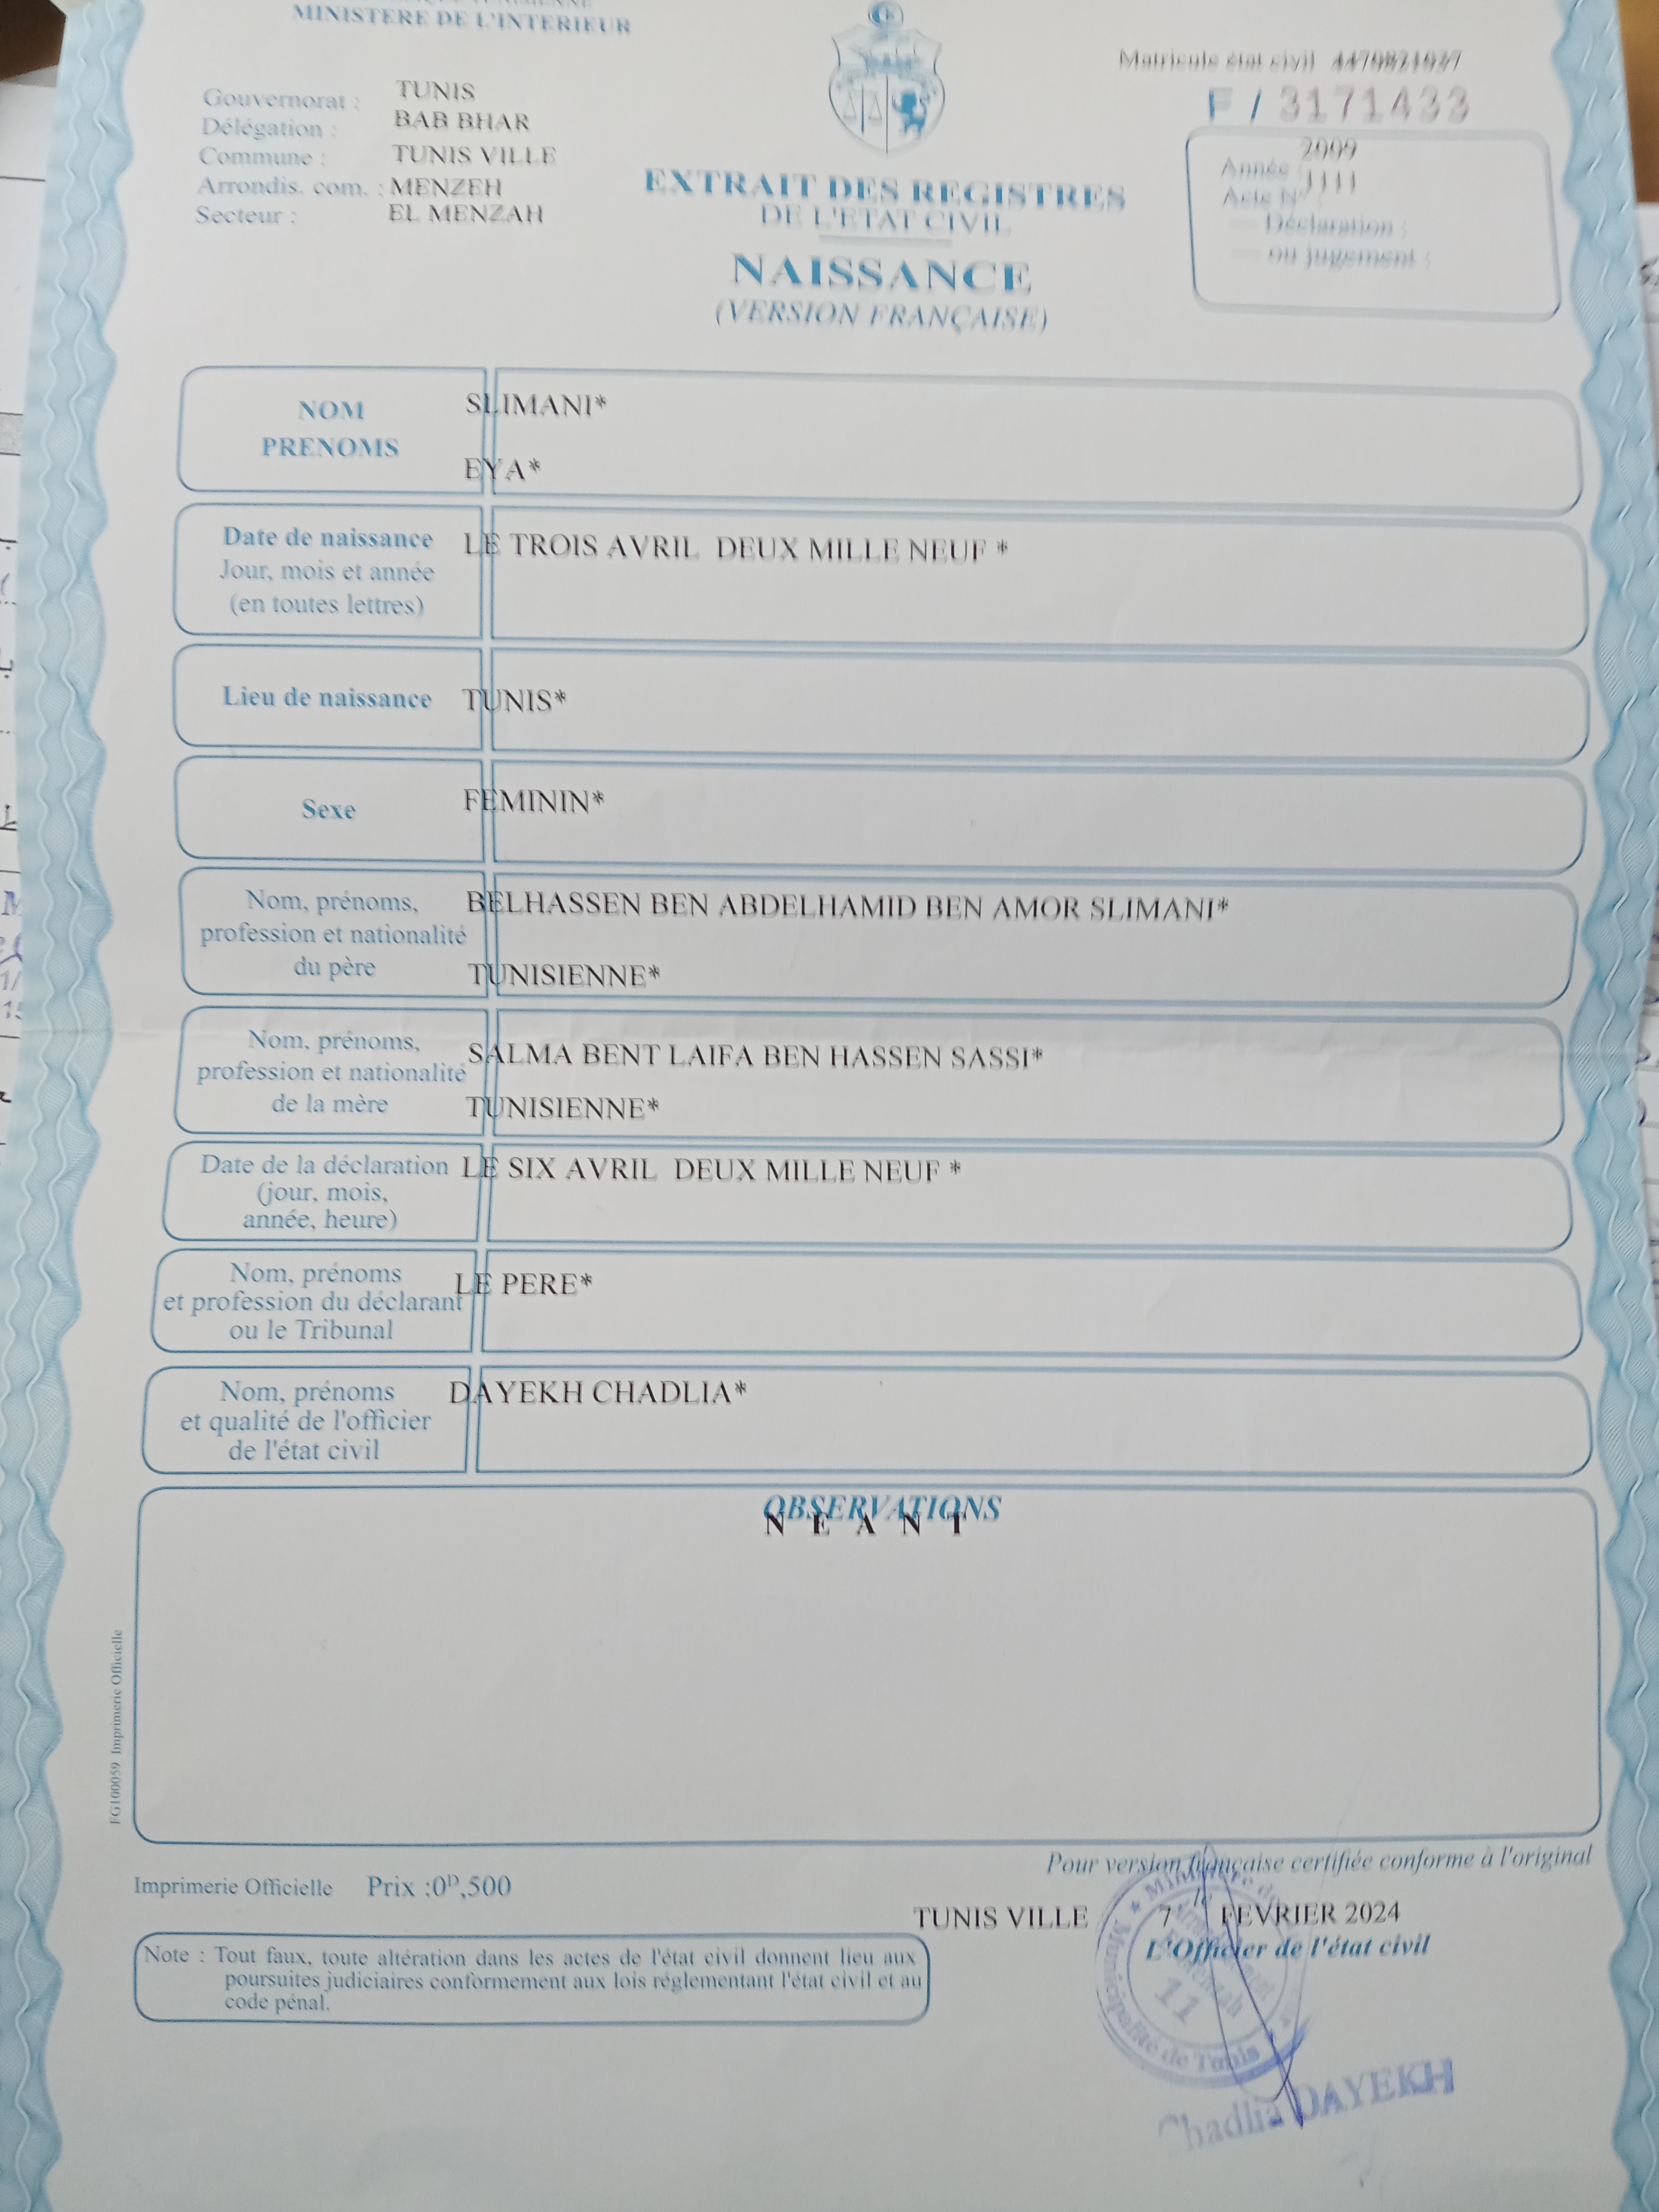 MINISTERE DE L'INTERIEUR
Matricule état civil
F / 3171433
Gouvernorat : TUNIS
Délégation : BAB BHAR
Commune : TUNIS VILLE
Arrondis. com. : MENZEH
Secteur : EL MENZAH
EXTRAIT DES REGISTRES
DE L'ETAT CIVIL
NAISSANCE
(VERSION FRANÇAISE)
Année : 2009
Acte N° : 1111
Déclaration :
ou jugement :
NOM SLIMANI*
PRENOMS EYA*
Date de naissance LE TROIS AVRIL DEUX MILLE NEUF *
Jour, mois et année
(en toutes lettres)
Lieu de naissance TUNIS*
Sexe FEMININ*
Nom, prénoms, BELHASSEN BEN ABDELHAMID BEN AMOR SLIMANI*
profession et nationalité
du père TUNISIENNE*
Nom, prénoms, SALMA BENT LAIFA BEN HASSEN SASSI*
profession et nationalité
de la mère TUNISIENNE*
Date de la déclaration LE SIX AVRIL DEUX MILLE NEUF *
(jour, mois,
année, heure)
Nom, prénoms LE PERE*
et profession du déclarant
ou le Tribunal
Nom, prénoms DAYEKH CHADLIA*
et qualité de l'officier
de l'état civil
OBSERVATIONS
N E A N T
FG100059 Imprimerie Officielle
Pour version française certifiée conforme à l'original
Imprimerie Officielle Prix :0ᴰ,500
TUNIS VILLE le 7 FEVRIER 2024
L'Officier de l'état civil
Note : Tout faux, toute altération dans les actes de l'état civil donnent lieu aux
poursuites judiciaires conformement aux lois réglementant l'état civil et au
code pénal.
Municipalité de Tunis
11
Chadlia DAYEKH